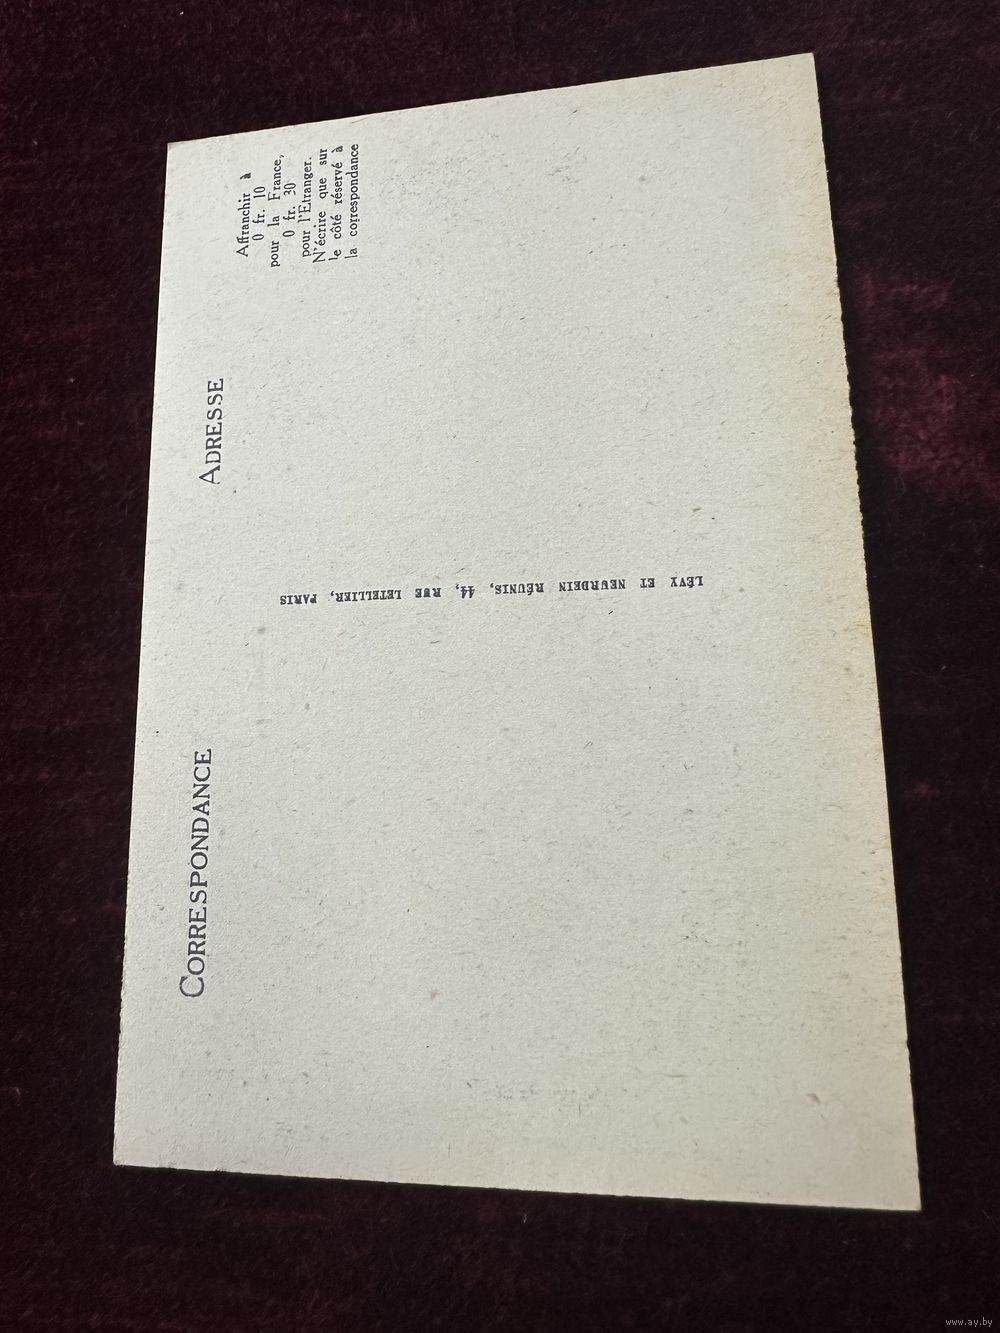 CORRESPONDANCE
ADRESSE
Affranchir à
0 fr. 10
pour la France,
0 fr. 30
pour l'Etranger.
N'écrire que sur
le côté réservé à
la correspondance
LÉVY ET NEURDEIN RÉUNIS, 44, RUE LETELLIER, PARIS
www.ay.by